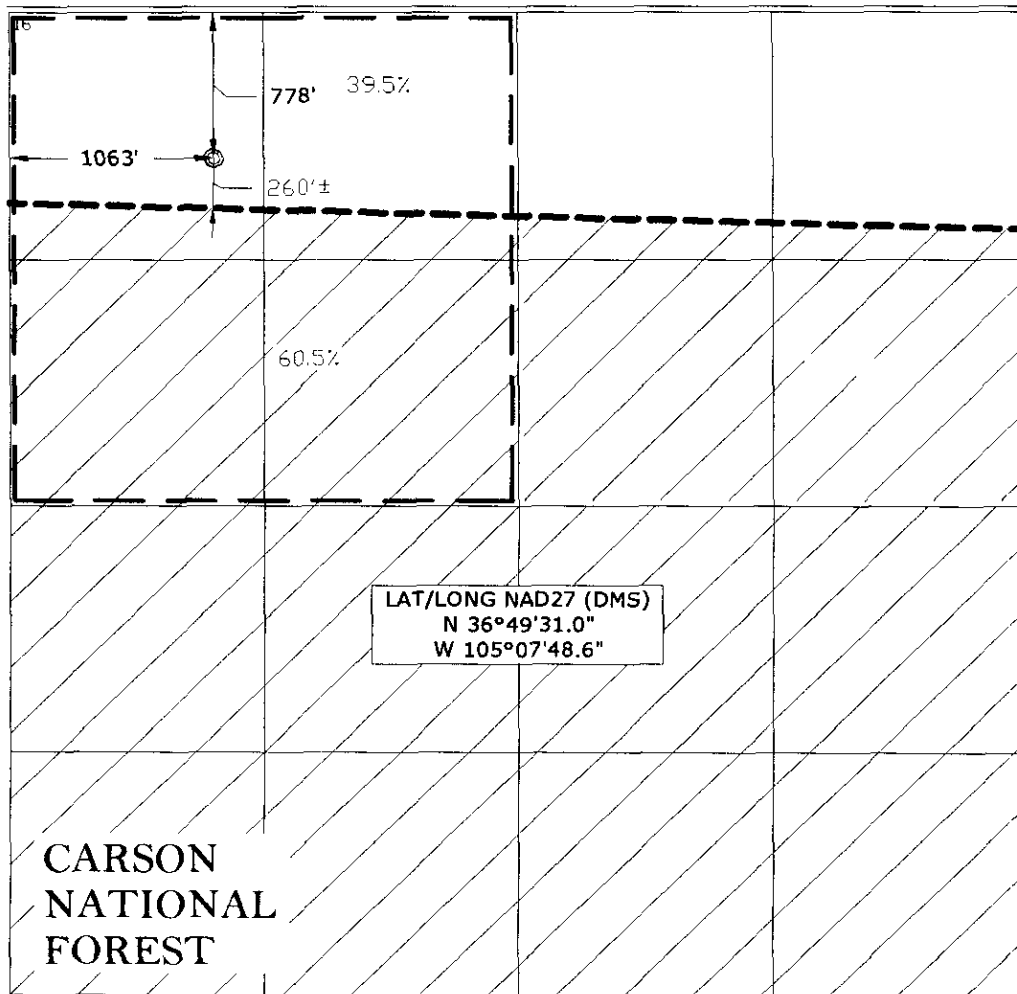 16
39.5%
778'
1063'
260'±
60.5%
LAT/LONG NAD27 (DMS)
N 36°49'31.0"
W 105°07'48.6"
CARSON
NATIONAL
FOREST